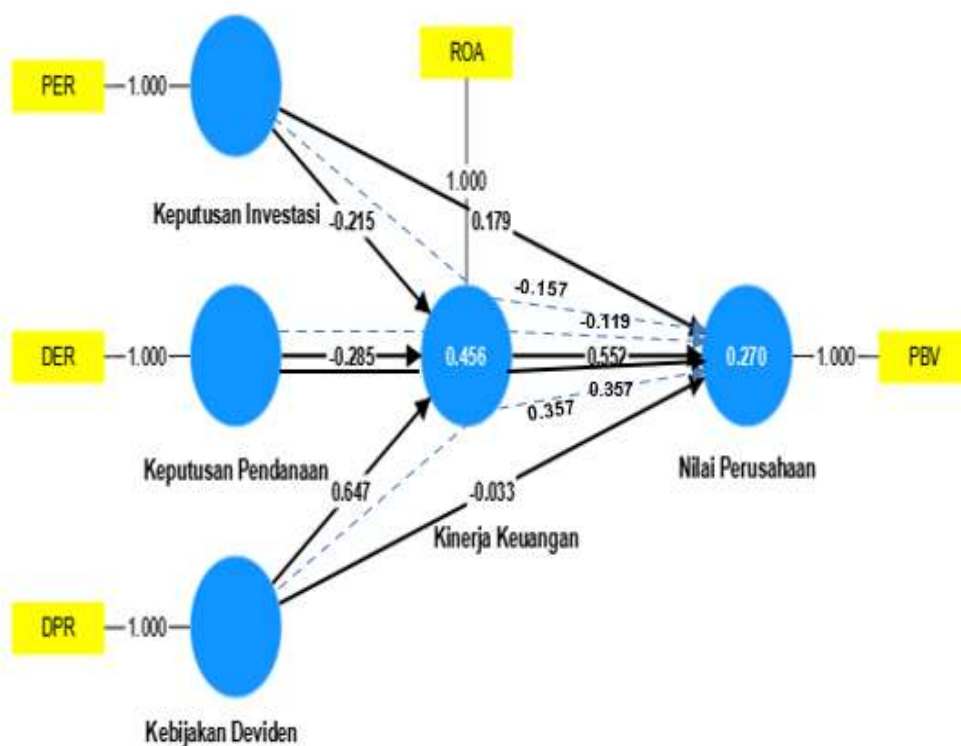 ROA
PER
1.000
1.000
Keputusan Investasi
-0.215
0.179
-0.157
-0.119
DER
1.000
-0.285
0.456
0.552
0.270
1.000
PBV
0.357
0.357
Keputusan Pendanaan
Nilai Perusahaan
0.647
-0.033
Kinerja Keuangan
DPR
1.000
Kebijakan Deviden